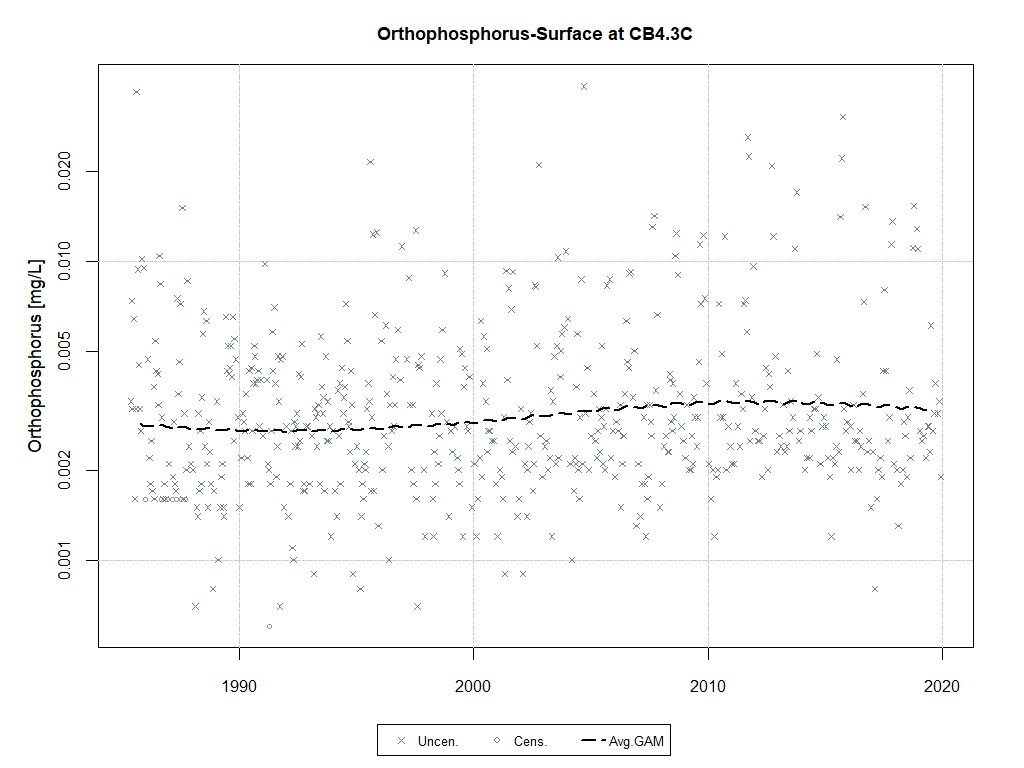 Orthophosphorus-Surface at CB4.3C
Orthophosphorus [mg/L]
0.020
0.010
0.005
0.002
0.001
1990
2000
2010
2020
Uncen.
Cens.
Avg.GAM